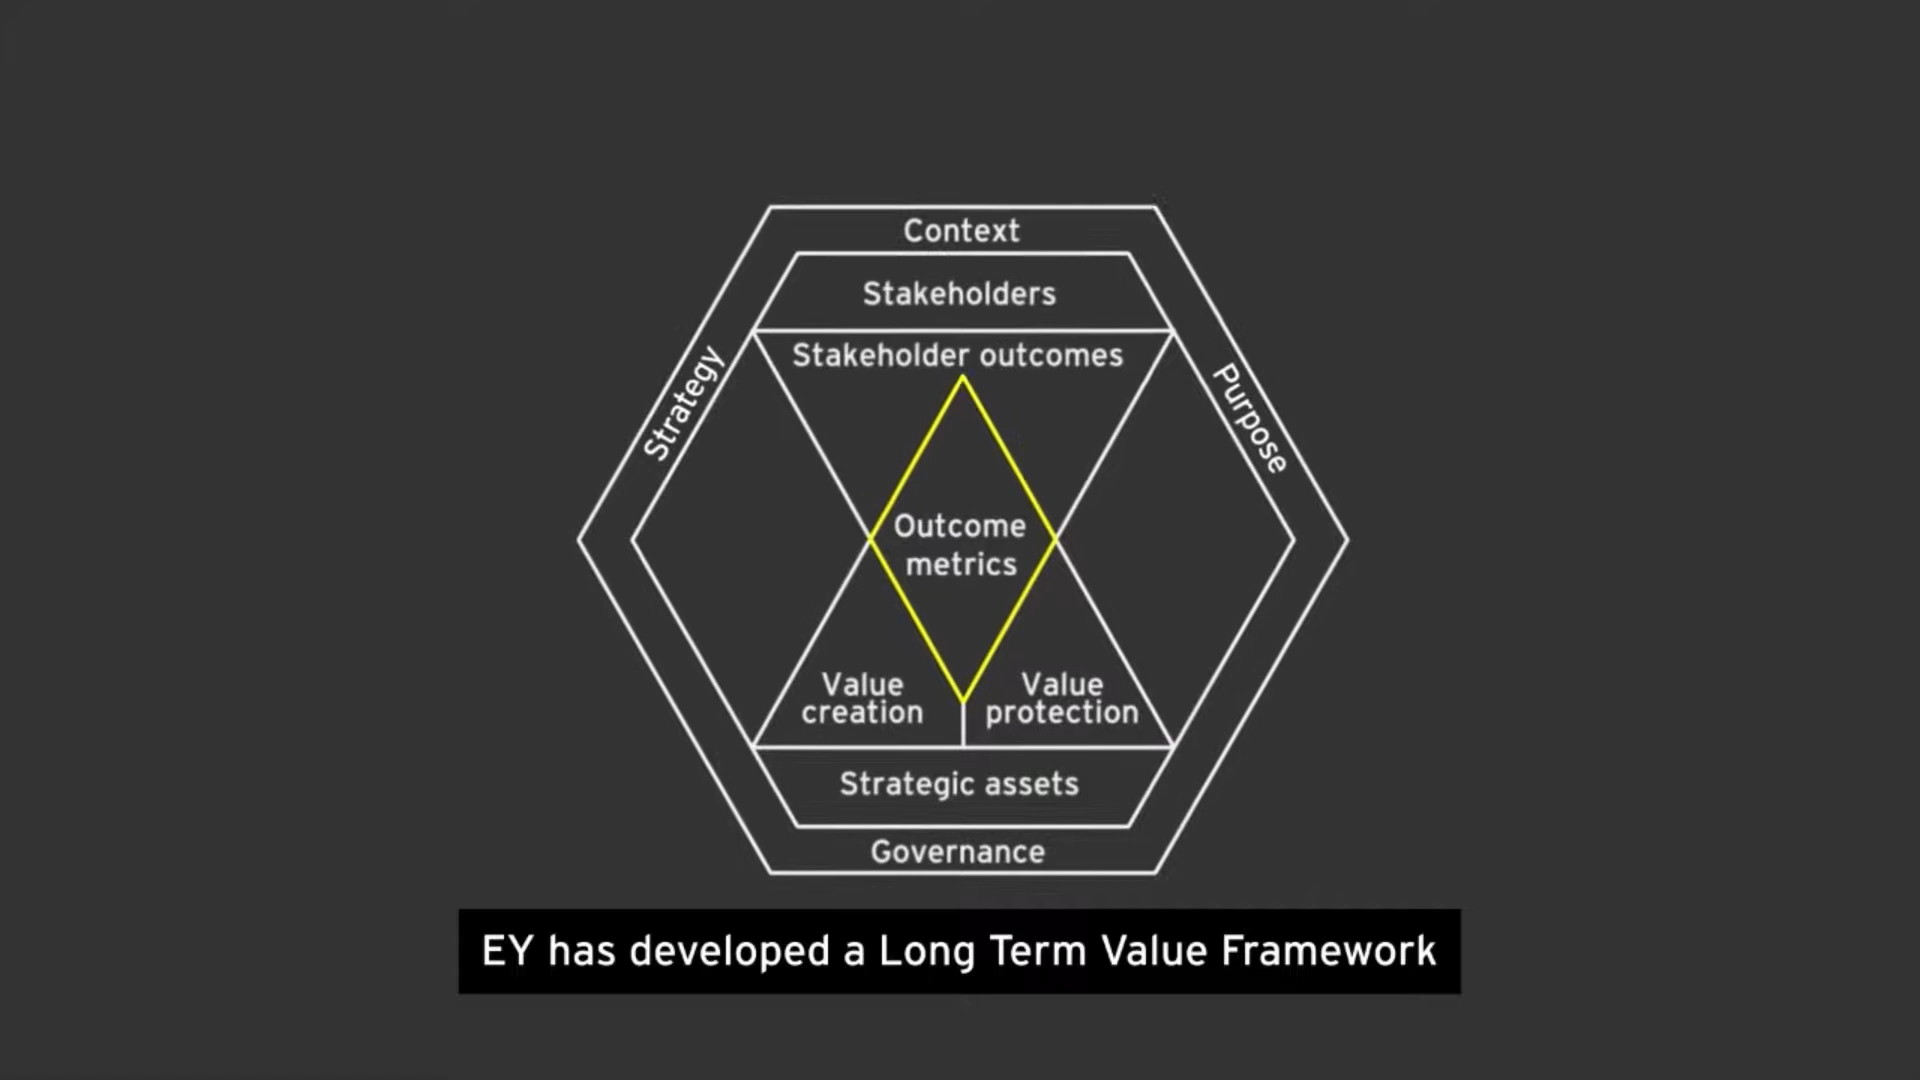 Context
Stakeholders
Stakeholder outcomes
Strategy
Purpose
Outcome
metrics
Value
creation
Value
protection
Strategic assets
Governance
EY has developed a Long Term Value Framework